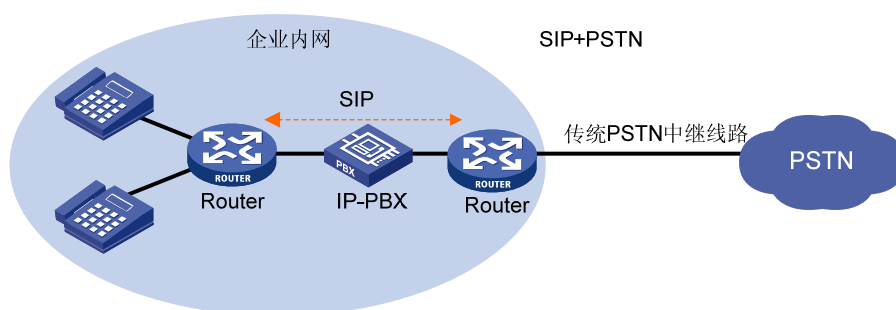 企业内网
SIP+PSTN
SIP
传统PSTN中继线路
PSTN
ROUTER
Router
PBX
IP-PBX
ROUTER
Router